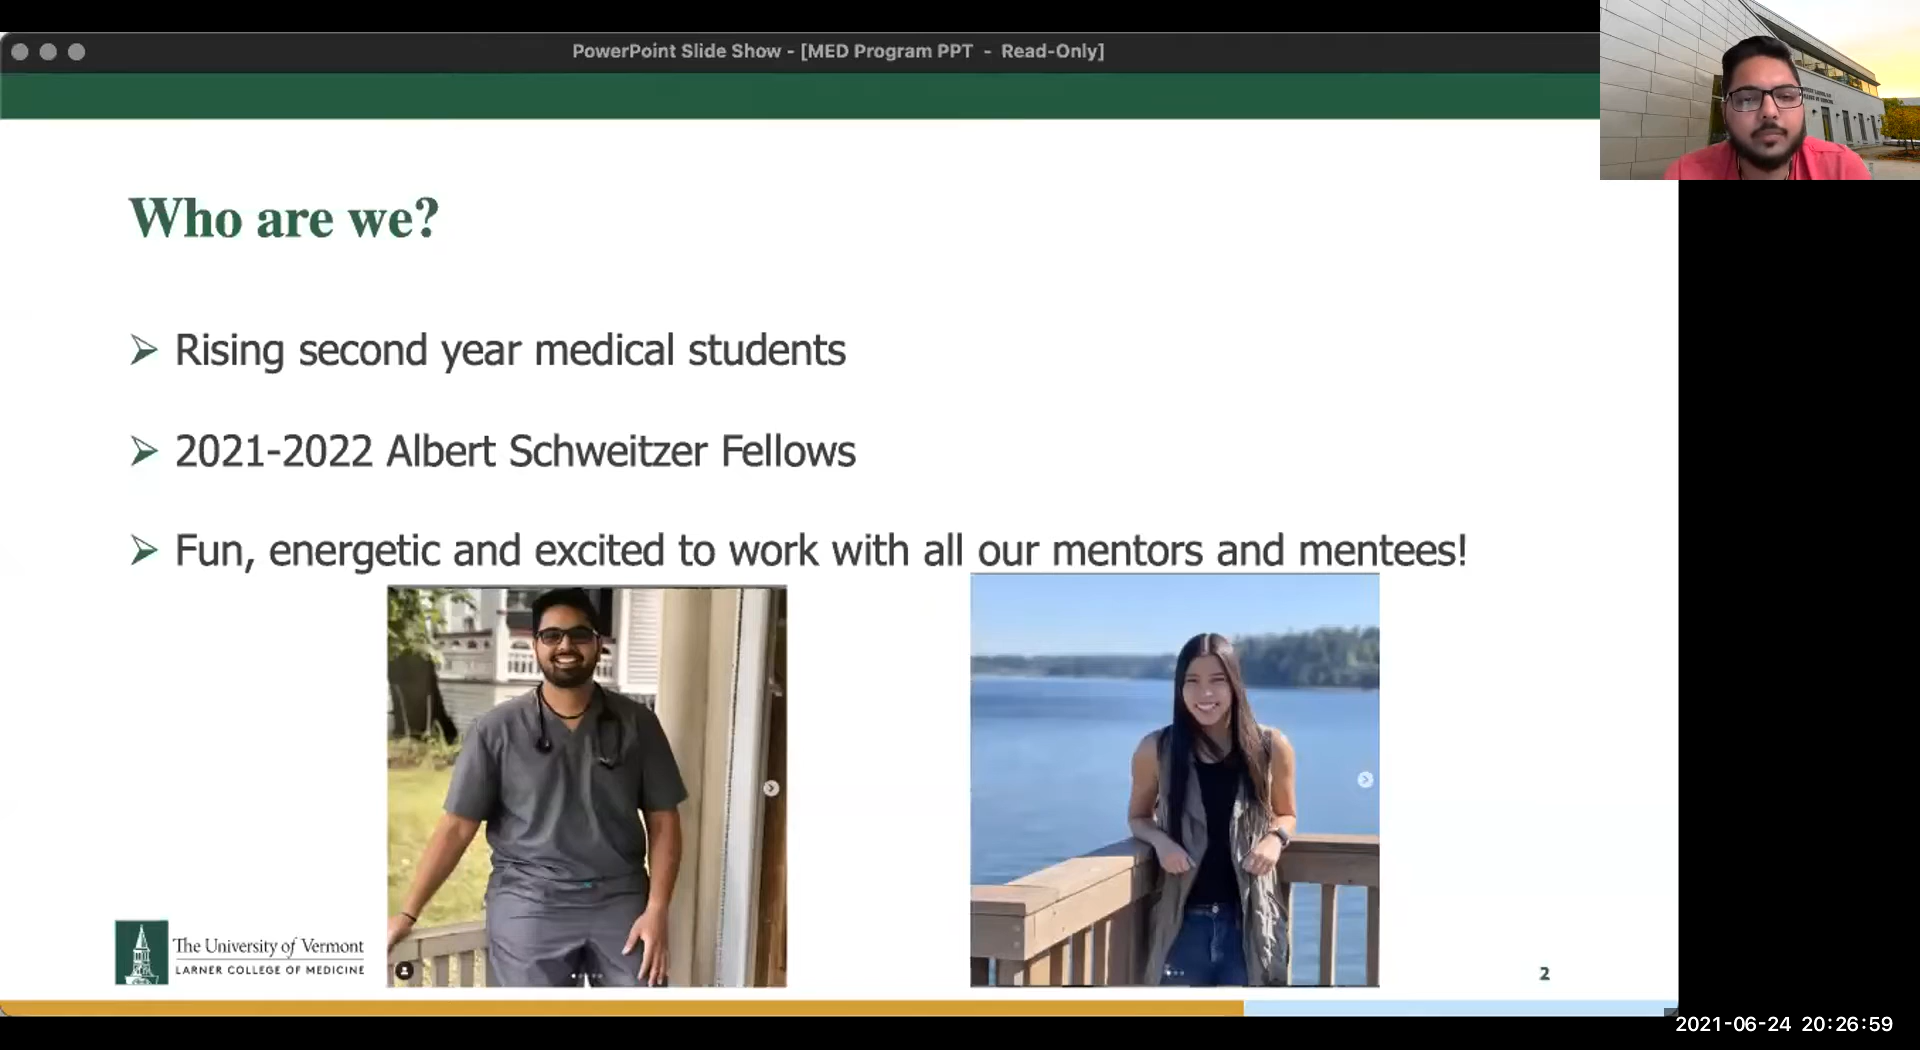 PowerPoint Slide Show - [MED Program PPT - Read-Only]
Who are we?
Rising second year medical students
2021-2022 Albert Schweitzer Fellows
Fun, energetic and excited to work with all our mentors and mentees!
The University of Vermont
LARNER COLLEGE OF MEDICINE
2
2021-06-24 20:26:59